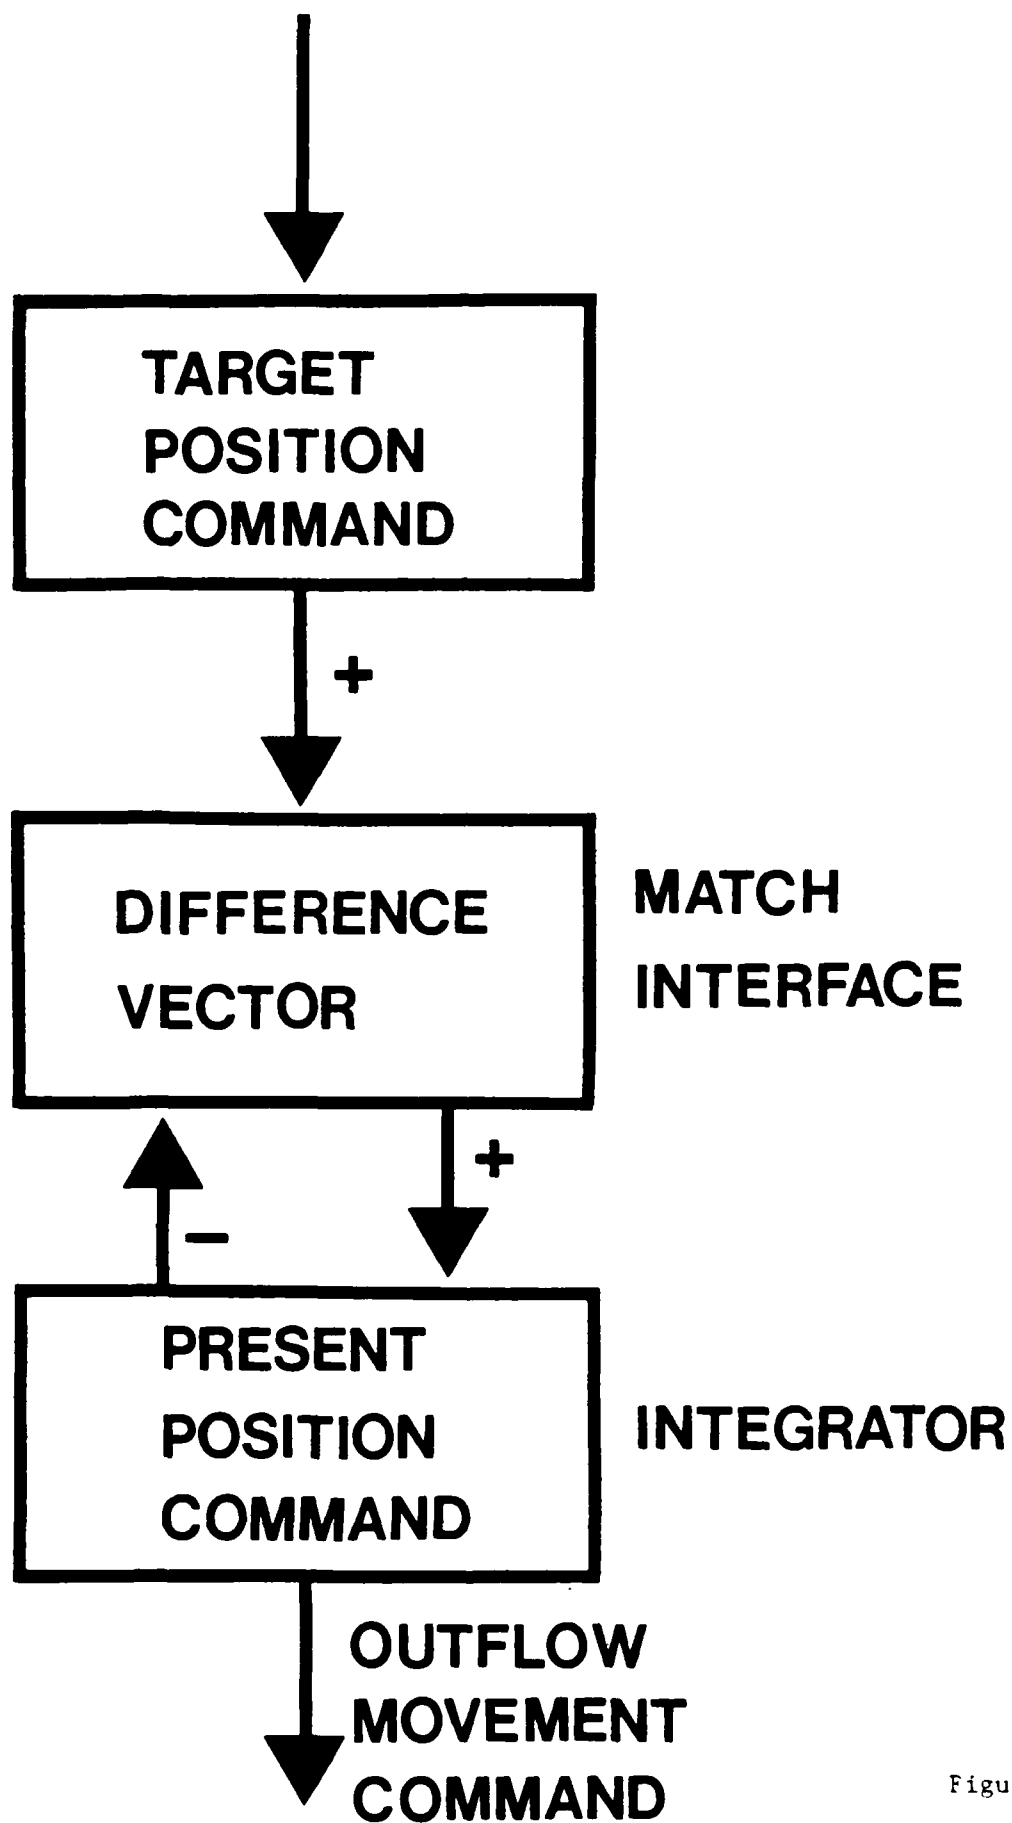 TARGET
POSITION
COMMAND
+
DIFFERENCE
VECTOR
MATCH
INTERFACE
+
−
PRESENT
POSITION
COMMAND
INTEGRATOR
OUTFLOW
MOVEMENT
COMMAND
Figu